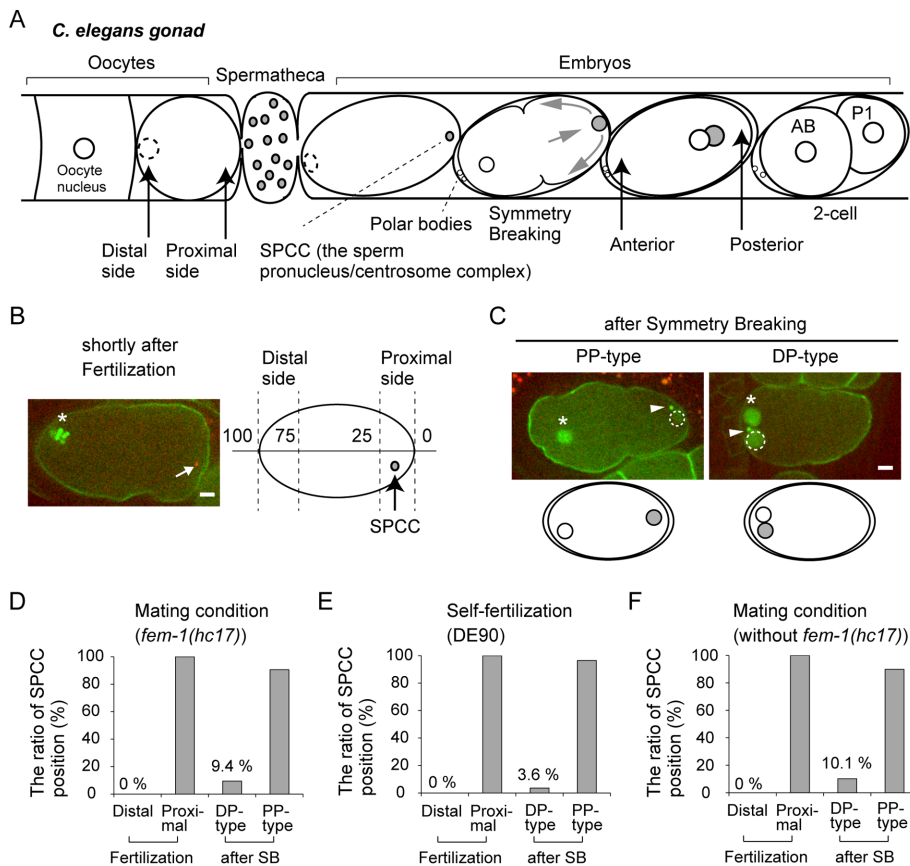 A
C. elegans gonad
Oocytes
Spermatheca
Embryos
Oocyte
nucleus
AB
P1
Distal
side
Proximal
side
Polar bodies
SPCC (the sperm
pronucleus/centrosome complex)
Symmetry
Breaking
Anterior
Posterior
2-cell
B
shortly after
Fertilization
*
Distal
side
Proximal
side
100
75
25
0
SPCC
C
after Symmetry Breaking
PP-type
DP-type
*
*
D
Mating condition
(fem-1(hc17))
The ratio of SPCC
position (%)
100
80
60
40
20
0
0 %
9.4 %
Distal
Proxi-
mal
DP-
type
PP-
type
Fertilization
after SB
E
Self-fertilization
(DE90)
The ratio of SPCC
position (%)
100
80
60
40
20
0
0 %
3.6 %
Distal
Proxi-
mal
DP-
type
PP-
type
Fertilization
after SB
F
Mating condition
(without fem-1(hc17))
The ratio of SPCC
position (%)
100
80
60
40
20
0
0 %
10.1 %
Distal
Proxi-
mal
DP-
type
PP-
type
Fertilization
after SB